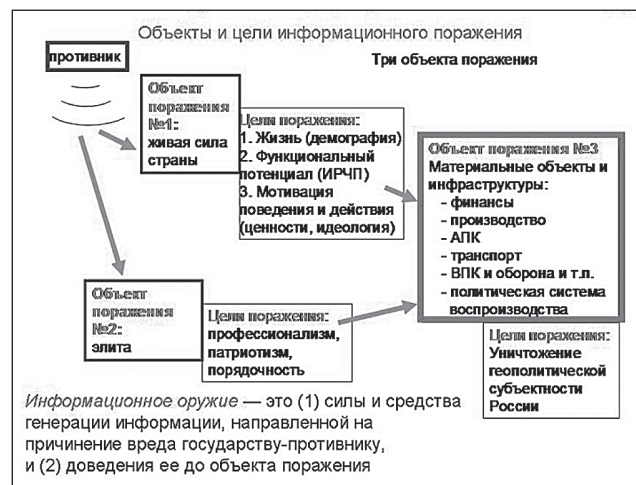 Объекты и цели информационного поражения
противник
Три объекта поражения
Объект
поражения
№1:
живая сила
страны
Цели поражения:
1. Жизнь (демография)
2. Функциональный
потенциал (ИРЧП)
3. Мотивация
поведения и действия
(ценности, идеология)
Объект поражения №3
Материальные объекты и
инфраструктуры:
- финансы
- производство
- АПК
- транспорт
- ВПК и оборона и т.п.
- политическая система
воспроизводства
Объект
поражения
№2:
элита
Цели поражения:
профессионализм,
патриотизм,
порядочность
Цели поражения:
Уничтожение
геополитической
субъектности
России
Информационное оружие — это (1) силы и средства
генерации информации, направленной на
причинение вреда государству-противнику,
и (2) доведения ее до объекта поражения